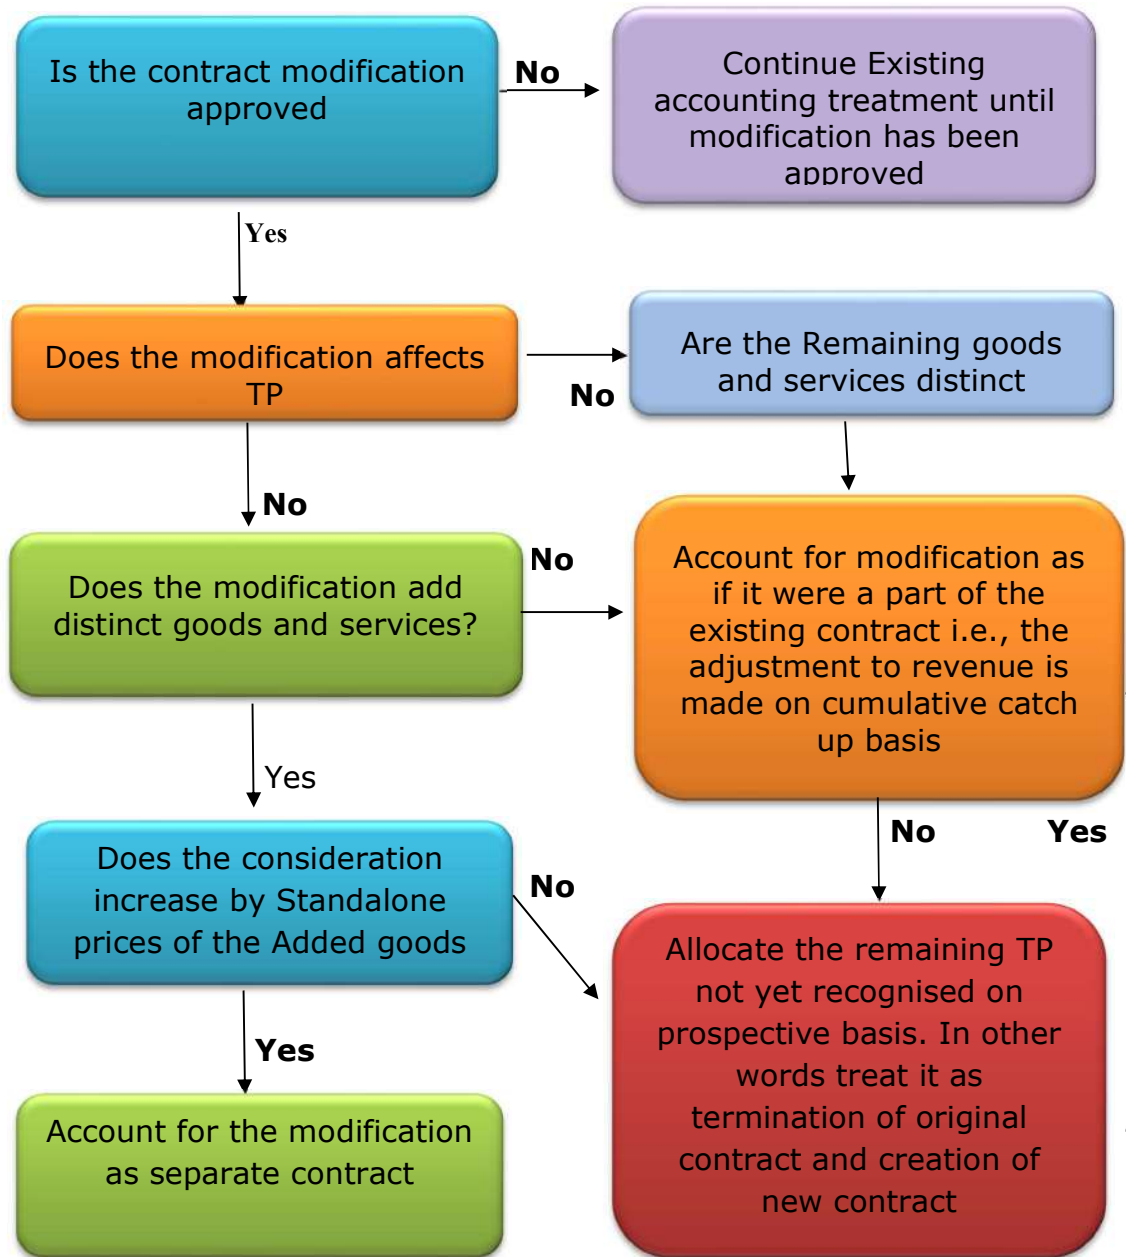 Is the contract modification
approved
No
Continue Existing
accounting treatment until
modification has been
approved
Yes
Does the modification affects
TP
No
Are the Remaining goods
and services distinct
No
Does the modification add
distinct goods and services?
No
Account for modification as
if it were a part of the
existing contract i.e., the
adjustment to revenue is
made on cumulative catch
up basis
Yes
No
Yes
Does the consideration
increase by Standalone
prices of the Added goods
No
Allocate the remaining TP
not yet recognised on
prospective basis. In other
words treat it as
termination of original
contract and creation of
new contract
Yes
Account for the modification
as separate contract